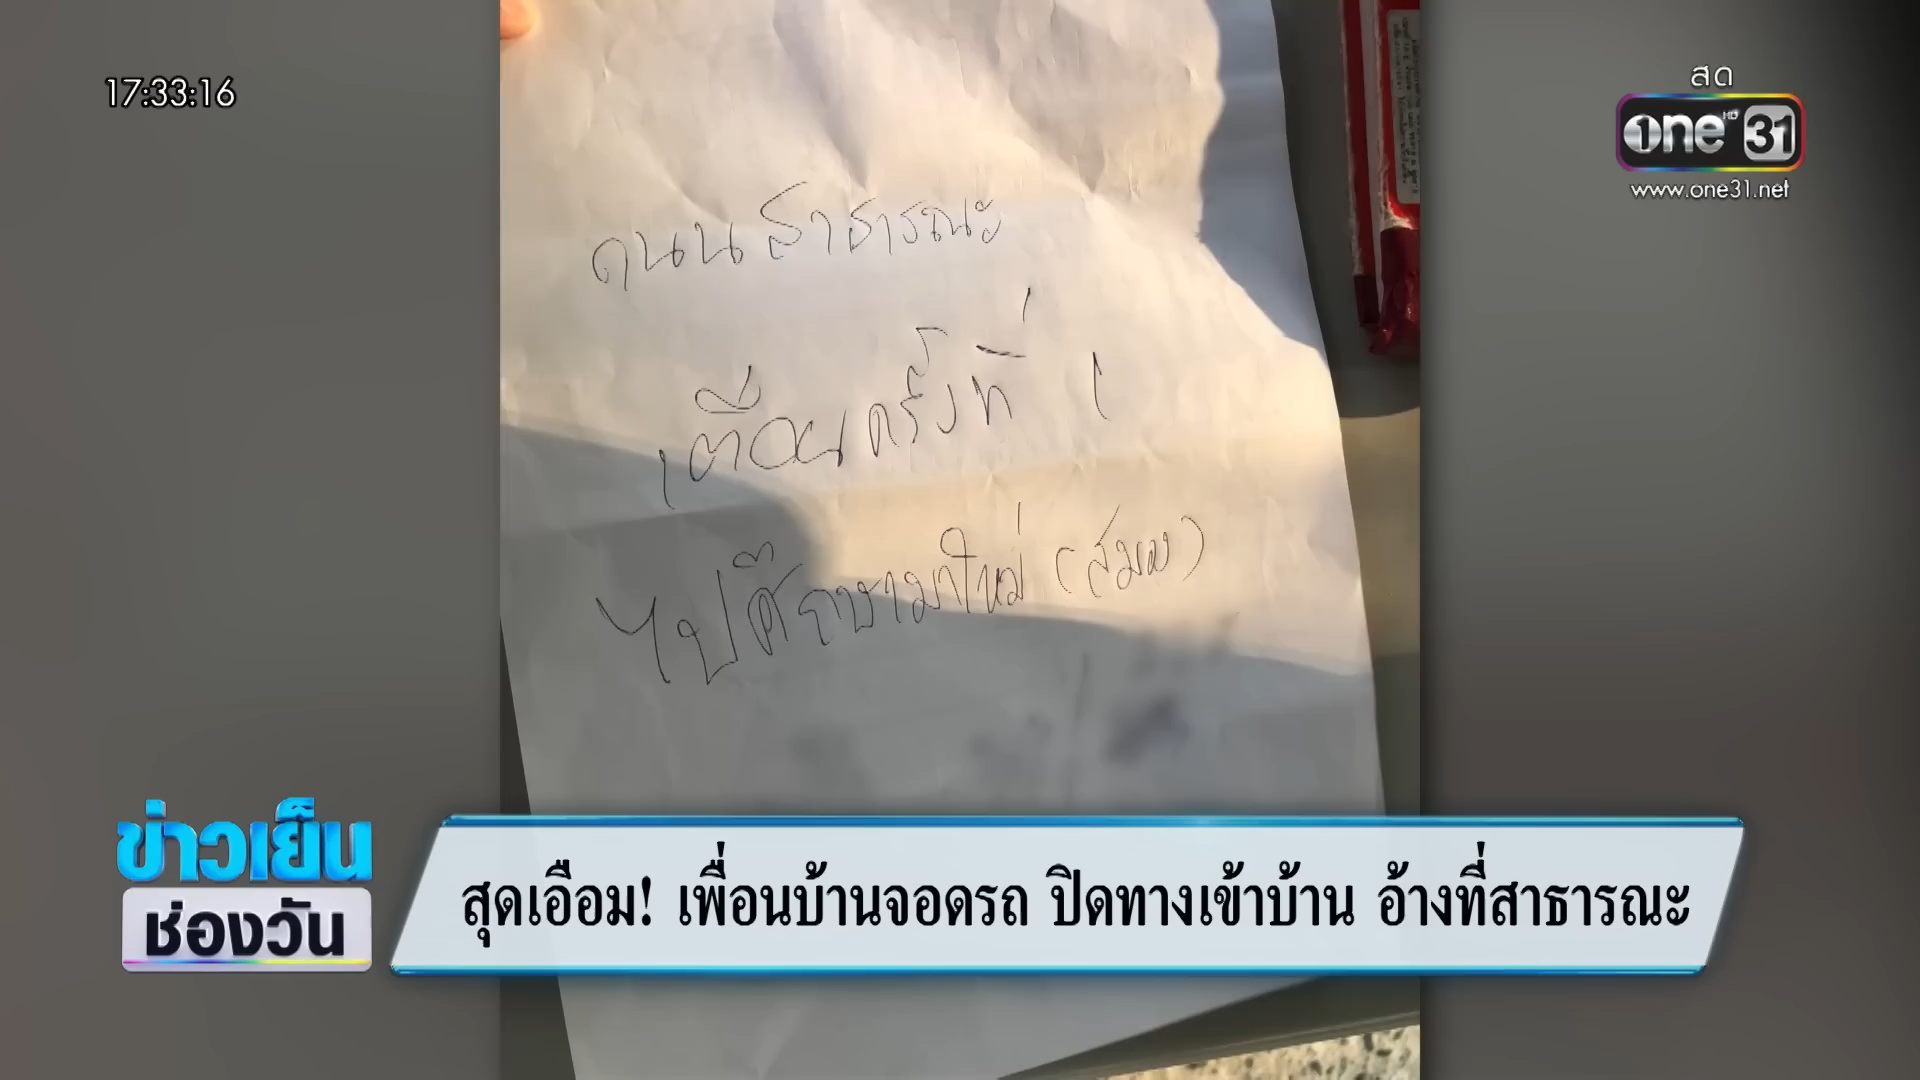 17:33:16
สด
one HD 31
www.one31.net
ถนนสาธารณะ
เตือนครั้งที่ 1
ไปศึกษามาใหม่ (สมอง)
ข่าวเย็น
ช่องวัน
สุดเอือม! เพื่อนบ้านจอดรถ ปิดทางเข้าบ้าน อ้างที่สาธารณะ